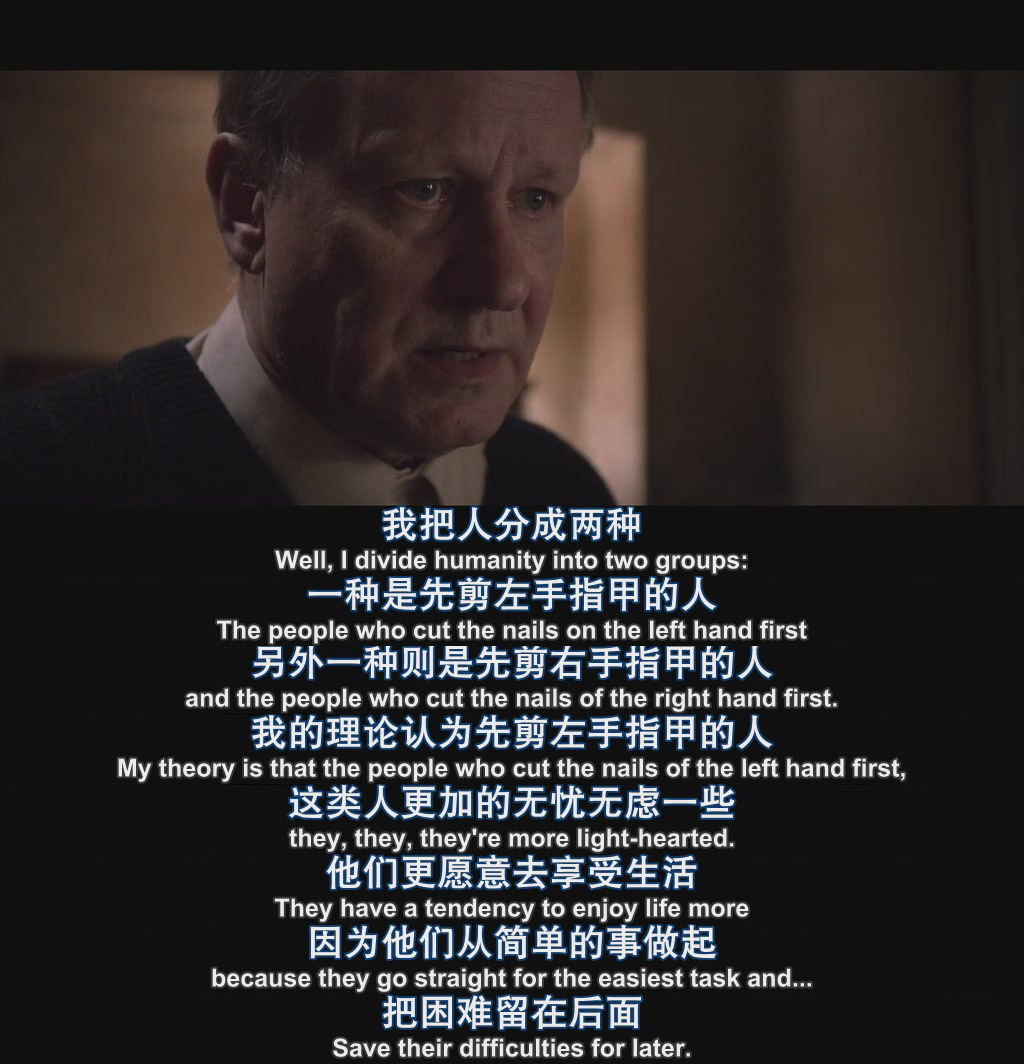 我把人分成两种
Well, I divide humanity into two groups:
一种是先剪左手指甲的人
The people who cut the nails on the left hand first
另外一种则是先剪右手指甲的人
and the people who cut the nails of the right hand first.
我的理论认为先剪左手指甲的人
My theory is that the people who cut the nails of the left hand first,
这类人更加的无忧无虑一些
they, they, they're more light-hearted.
他们更愿意去享受生活
They have a tendency to enjoy life more
因为他们从简单的事做起
because they go straight for the easiest task and...
把困难留在后面
Save their difficulties for later.